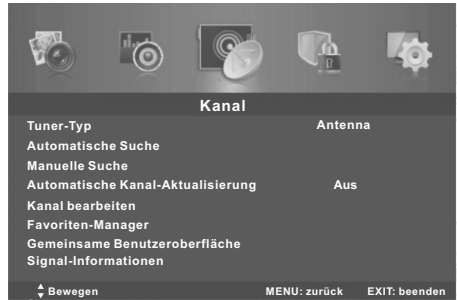 Kanal
Tuner-Typ Antenna
Automatische Suche
Manuelle Suche
Automatische Kanal-Aktualisierung Aus
Kanal bearbeiten
Favoriten-Manager
Gemeinsame Benutzeroberfläche
Signal-Informationen
Bewegen MENU: zurück EXIT: beenden